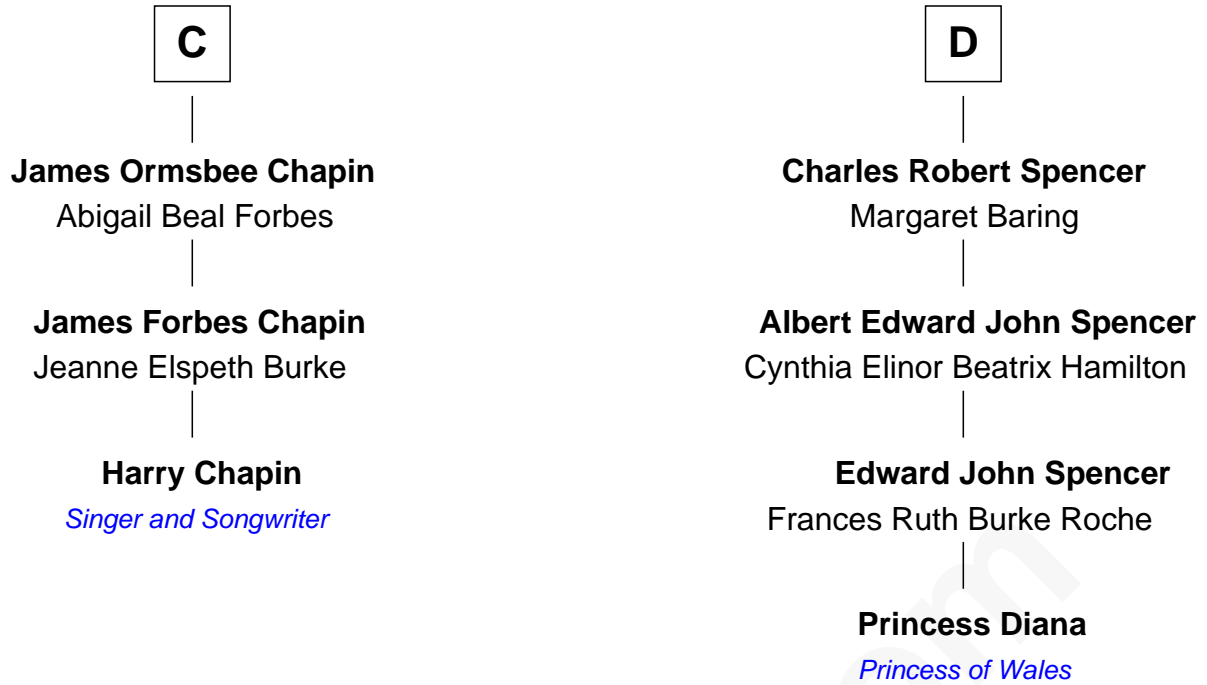 C
James Ormsbee Chapin
Abigail Beal Forbes
James Forbes Chapin
Jeanne Elspeth Burke
Harry Chapin
Singer and Songwriter
D
Charles Robert Spencer
Margaret Baring
Albert Edward John Spencer
Cynthia Elinor Beatrix Hamilton
Edward John Spencer
Frances Ruth Burke Roche
Princess Diana
Princess of Wales